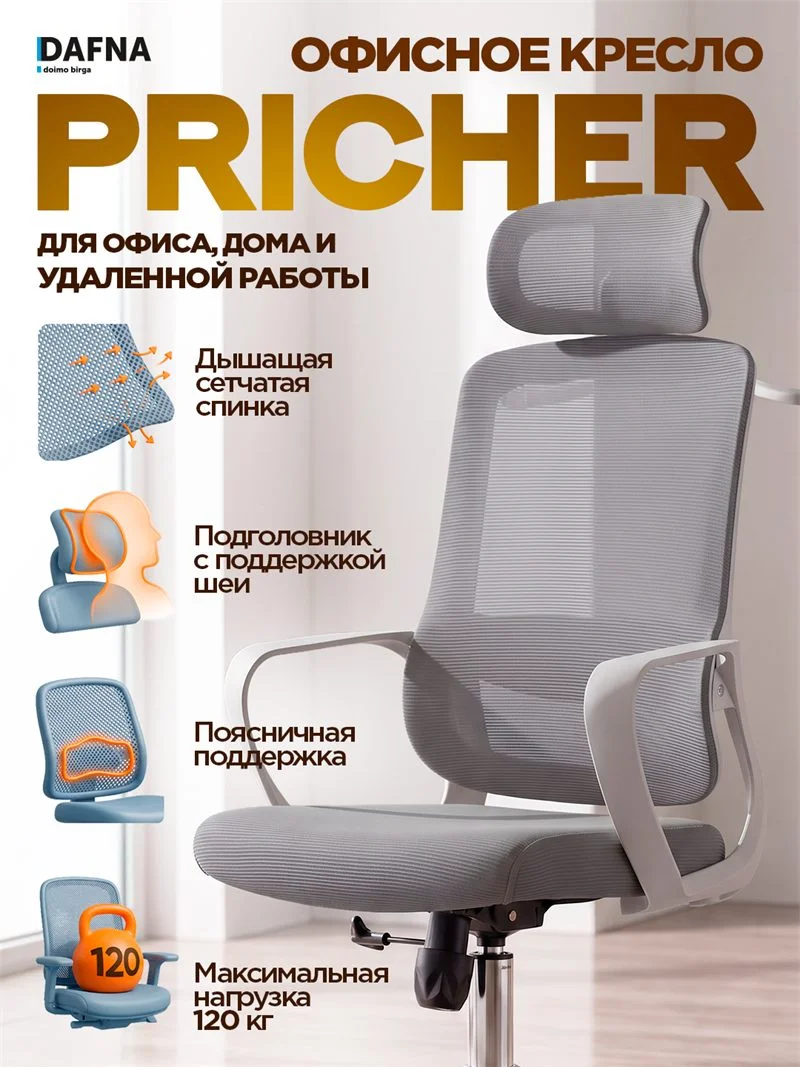 DAFNA
doimo birga
ОФИСНОЕ КРЕСЛО
PRICHER
ДЛЯ ОФИСА, ДОМА И
УДАЛЕННОЙ РАБОТЫ
Дышащая
сетчатая
спинка
Подголовник
с поддержкой
шеи
Поясничная
поддержка
120
Максимальная
нагрузка
120 кг